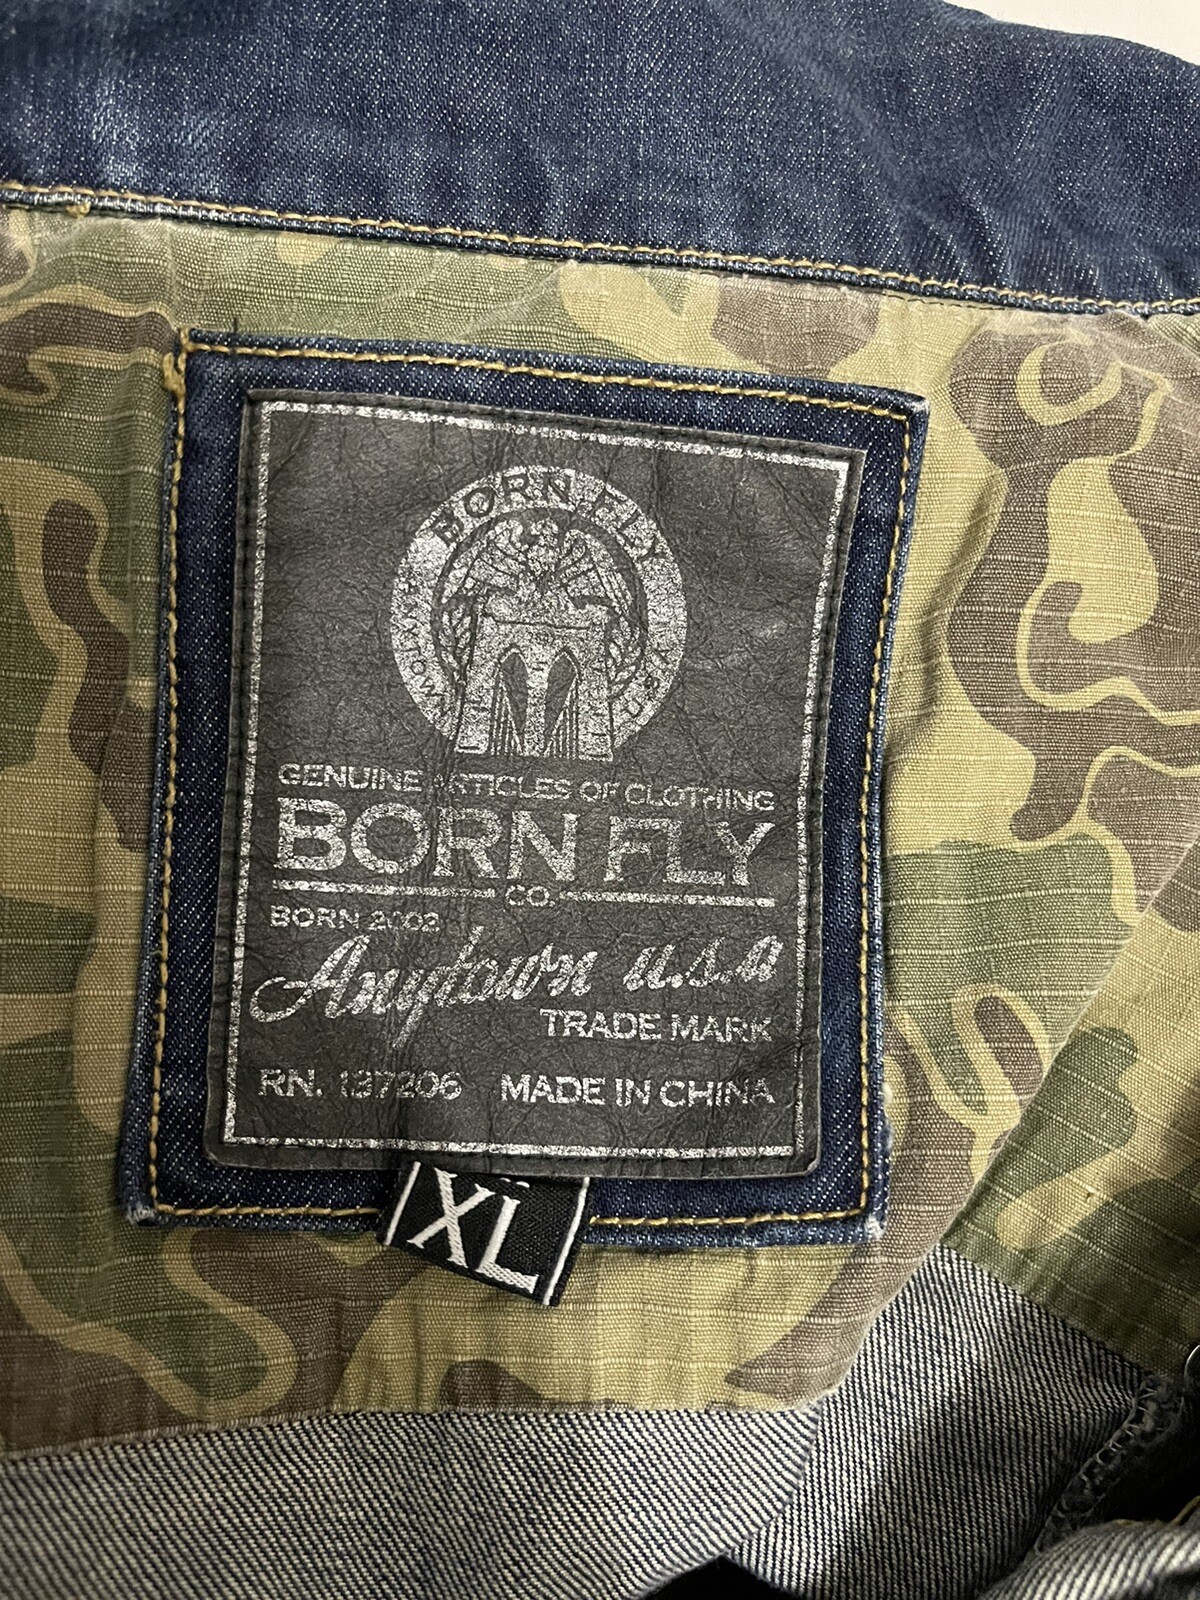 BORN FLY
ANYTOWN
U.S.
GENUINE ARTICLES OF CLOTHING
BORN FLY
CO.
BORN 2002
Anytown u.s.a
TRADE MARK
RN. 137206 MADE IN CHINA
XL